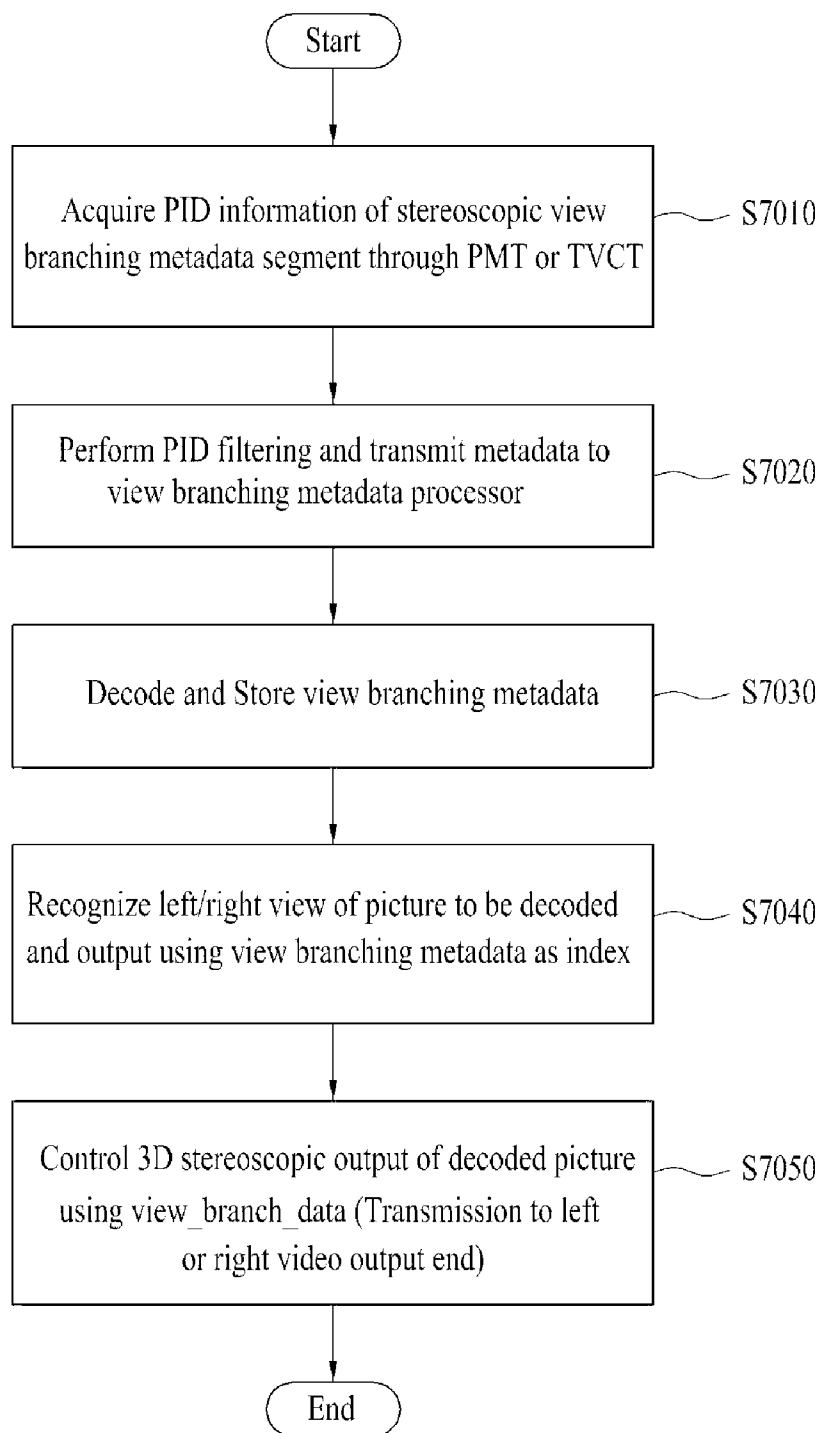 Start
Acquire PID information of stereoscopic view
branching metadata segment through PMT or TVCT
S7010
Perform PID filtering and transmit metadata to
view branching metadata processor
S7020
Decode and Store view branching metadata
S7030
Recognize left/right view of picture to be decoded
and output using view branching metadata as index
S7040
Control 3D stereoscopic output of decoded picture
using view_branch_data (Transmission to left
or right video output end)
S7050
End